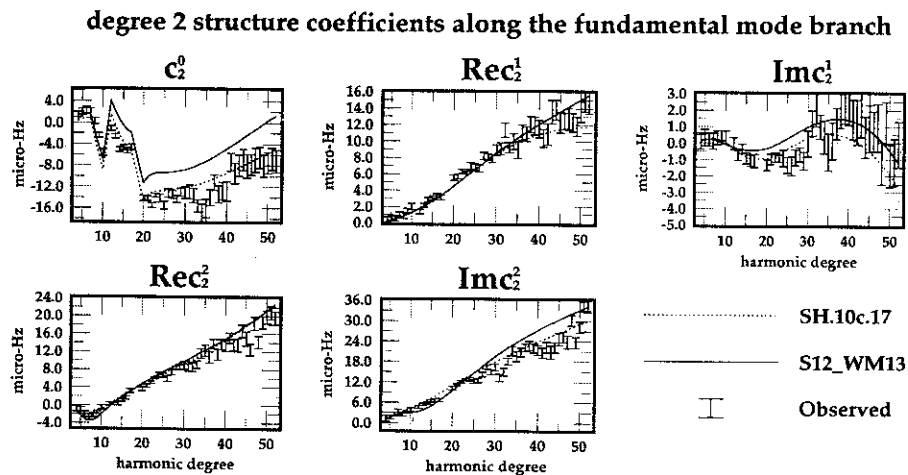 degree 2 structure coefficients along the fundamental mode branch
c₂⁰
micro-Hz
4.0
0.0
-4.0
-8.0
-12.0
-16.0
10 20 30 40 50
Rec₂¹
micro-Hz
16.0
14.0
12.0
10.0
8.0
6.0
4.0
2.0
0.0
10 20 30 40 50
harmonic degree
Imc₂¹
micro-Hz
3.0
2.0
1.0
0.0
-1.0
-2.0
-3.0
-4.0
-5.0
10 20 30 40 50
harmonic degree
Rec₂²
micro-Hz
24.0
20.0
16.0
12.0
8.0
4.0
0.0
-4.0
10 20 30 40 50
harmonic degree
Imc₂²
micro-Hz
36.0
30.0
24.0
18.0
12.0
6.0
0.0
10 20 30 40 50
harmonic degree
SH.10c.17
S12_WM13
Observed